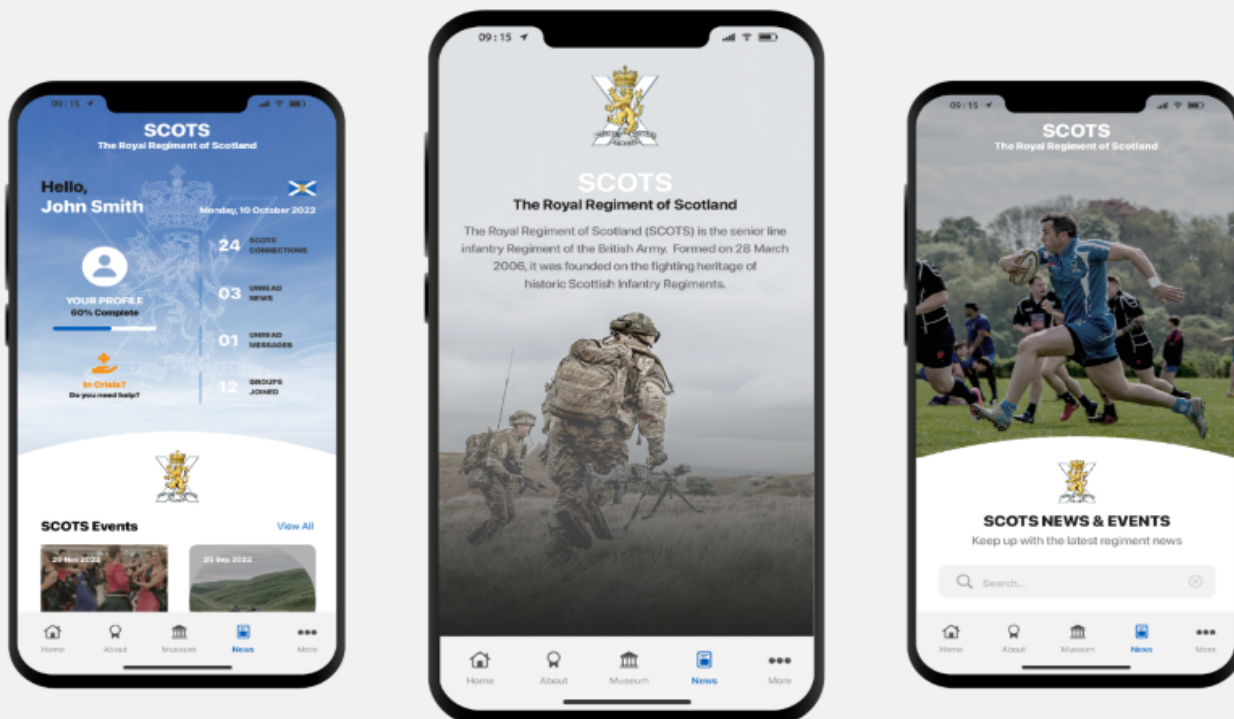 09:15
SCOTS
The Royal Regiment of Scotland
Hello,
John Smith
Monday, 10 October 2022
24 SCOTS CONNECTIONS
03 UNREAD NEWS
01 UNREAD MESSAGES
12 GROUPS JOINED
YOUR PROFILE
60% Complete
In Crisis?
Do you need help?
SCOTS Events
View All
29 Nov 2022
25 Sep 2022
Home
About
Museum
News
More
09:15
SCOTS
The Royal Regiment of Scotland
The Royal Regiment of Scotland (SCOTS) is the senior line
infantry Regiment of the British Army. Formed on 28 March
2006, it was founded on the fighting heritage of
historic Scottish Infantry Regiments.
Home
About
Museum
News
More
09:15
SCOTS
The Royal Regiment of Scotland
SCOTS NEWS & EVENTS
Keep up with the latest regiment news
Search...
Home
About
Museum
News
More